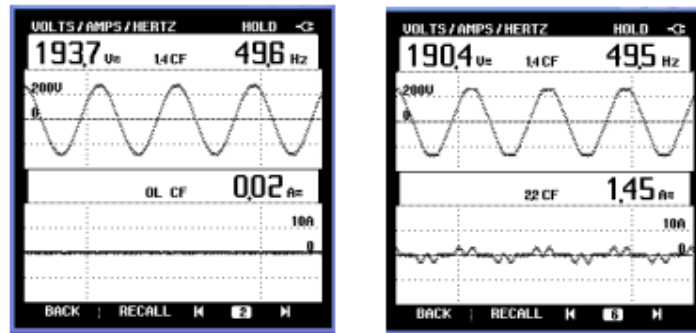 VOLTS/AMPS/HERTZ HOLD
193,7 V≂ 1,4 CF 49,6 Hz
200V
0
OL CF 0,02 A≂
10A
0
BACK RECALL 2
VOLTS/AMPS/HERTZ HOLD
190,4 V≂ 1,4 CF 49,5 Hz
200V
0
2,2 CF 1,45 A≂
10A
0
BACK RECALL 6